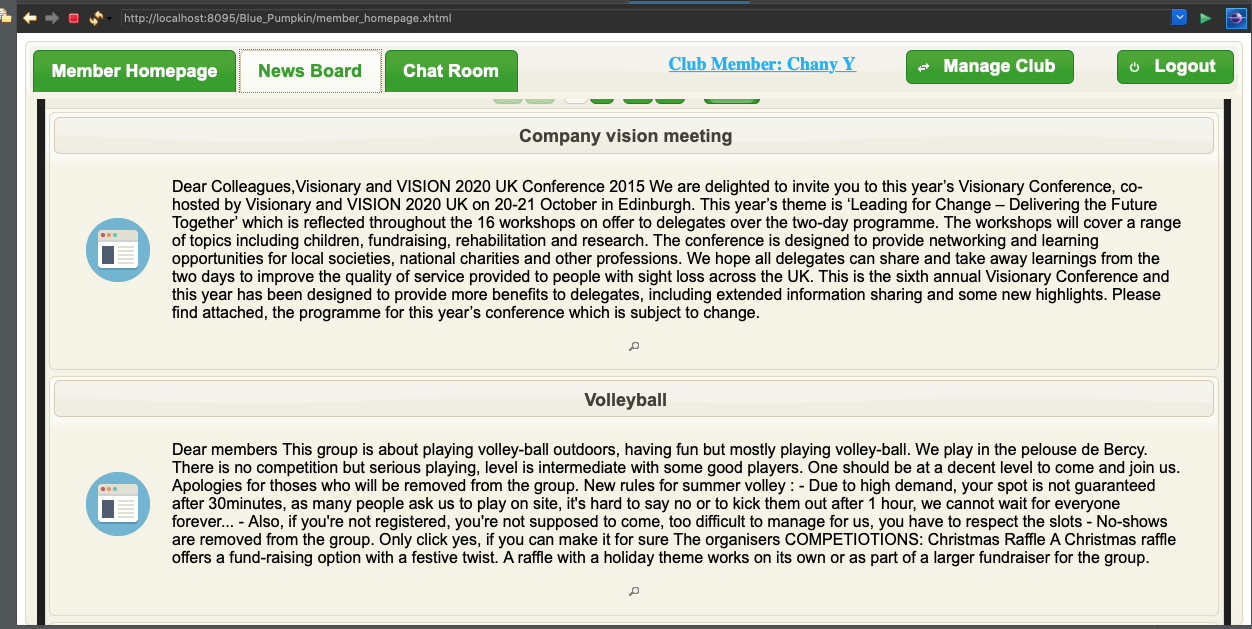 http://localhost:8095/Blue_Pumpkin/member_homepage.xhtml
Member Homepage
News Board
Chat Room
Club Member: Chany Y
Manage Club
Logout
Company vision meeting
Dear Colleagues,Visionary and VISION 2020 UK Conference 2015 We are delighted to invite you to this year’s Visionary Conference, co-
hosted by Visionary and VISION 2020 UK on 20-21 October in Edinburgh. This year’s theme is ‘Leading for Change – Delivering the Future
Together’ which is reflected throughout the 16 workshops on offer to delegates over the two-day programme. The workshops will cover a range
of topics including children, fundraising, rehabilitation and research. The conference is designed to provide networking and learning
opportunities for local societies, national charities and other professions. We hope all delegates can share and take away learnings from the
two days to improve the quality of service provided to people with sight loss across the UK. This is the sixth annual Visionary Conference and
this year has been designed to provide more benefits to delegates, including extended information sharing and some new highlights. Please
find attached, the programme for this year’s conference which is subject to change.
Volleyball
Dear members This group is about playing volley-ball outdoors, having fun but mostly playing volley-ball. We play in the pelouse de Bercy.
There is no competition but serious playing, level is intermediate with some good players. One should be at a decent level to come and join us.
Apologies for thoses who will be removed from the group. New rules for summer volley : - Due to high demand, your spot is not guaranteed
after 30minutes, as many people ask us to play on site, it's hard to say no or to kick them out after 1 hour, we cannot wait for everyone
forever... - Also, if you're not registered, you're not supposed to come, too difficult to manage for us, you have to respect the slots - No-shows
are removed from the group. Only click yes, if you can make it for sure The organisers COMPETIOTIONS: Christmas Raffle A Christmas raffle
offers a fund-raising option with a festive twist. A raffle with a holiday theme works on its own or as part of a larger fundraiser for the group.